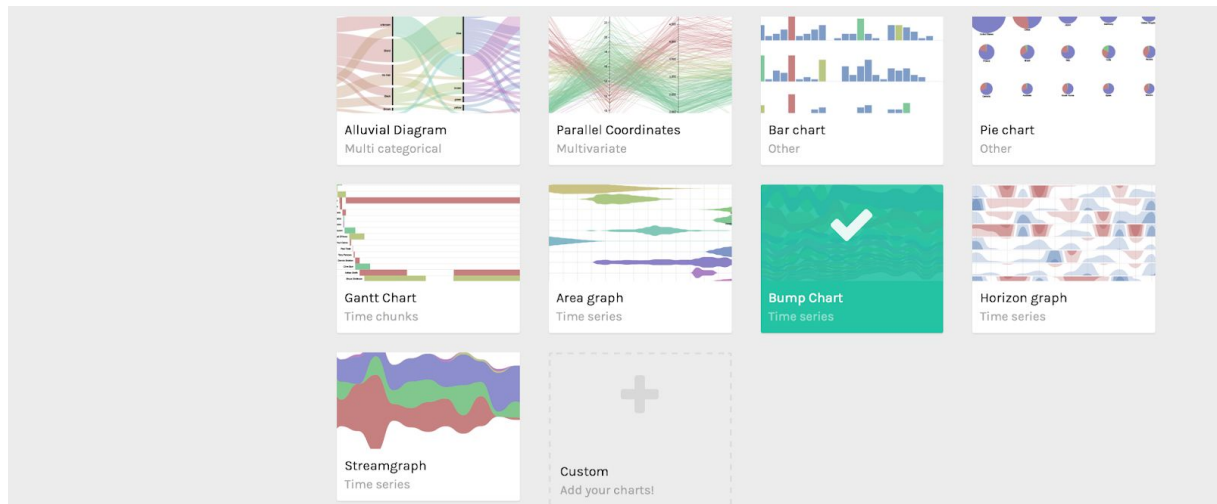 Alluvial Diagram
Multi categorical
Parallel Coordinates
Multivariate
Bar chart
Other
Pie chart
Other
Gantt Chart
Time chunks
Area graph
Time series
Bump Chart
Time series
Horizon graph
Time series
Streamgraph
Time series
Custom
Add your charts!